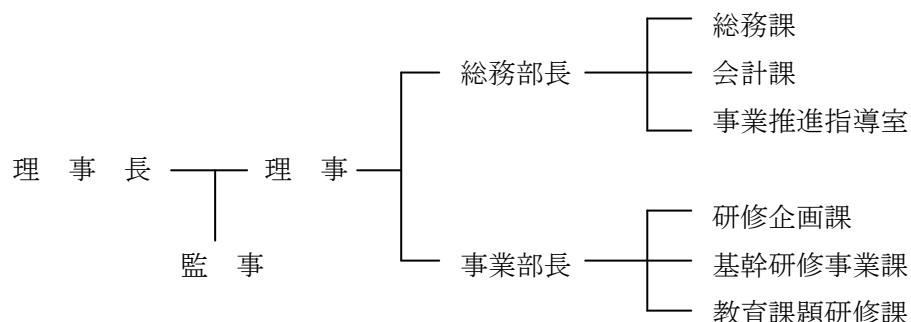 総務課
総務部長
会計課
事業推進指導室
理　事　長
理　事
監　事
研修企画課
事業部長
基幹研修事業課
教育課題研修課